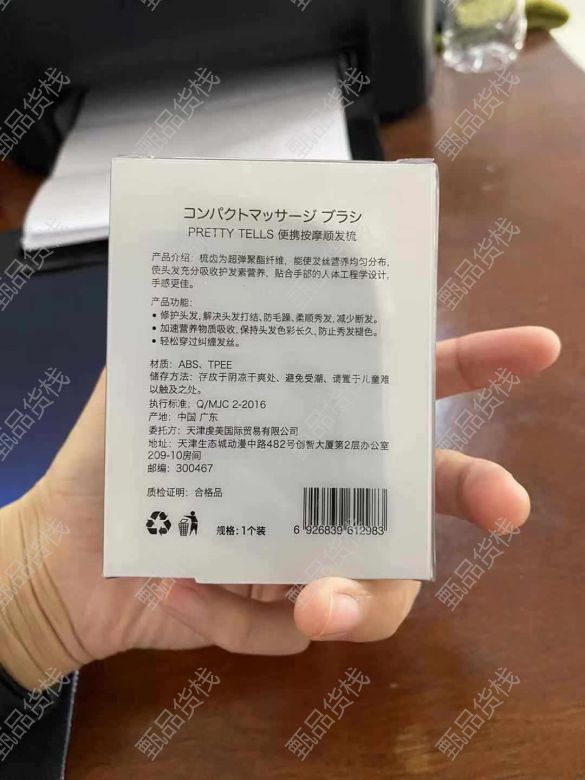 コンパクトマッサージ ブラシ
PRETTY TELLS 便携按摩顺发梳
产品介绍：梳齿为超弹聚酯纤维，能使发丝营养均匀分布，
使头发充分吸收护发素营养，贴合手部的人体工程学设计，
手感更佳。
产品功能：
• 修护头发，解决头发打结、防毛躁、柔顺秀发，减少断发。
• 加速营养物质吸收，保持头发色彩长久，防止秀发褪色。
• 轻松穿过纠缠发丝。
材质：ABS、TPEE
储存方法：存放于阴凉干爽处、避免受潮、请置于儿童难
以触及之处。
执行标准：Q/MJC 2-2016
产地：中国 广东
委托方：天津虔美国际贸易有限公司
地址：天津生态城动漫中路482号创智大厦第2层办公室
209-10房间
邮编：300467
质检证明：合格品
规格：1个装
6 926839 612983
甄品货栈